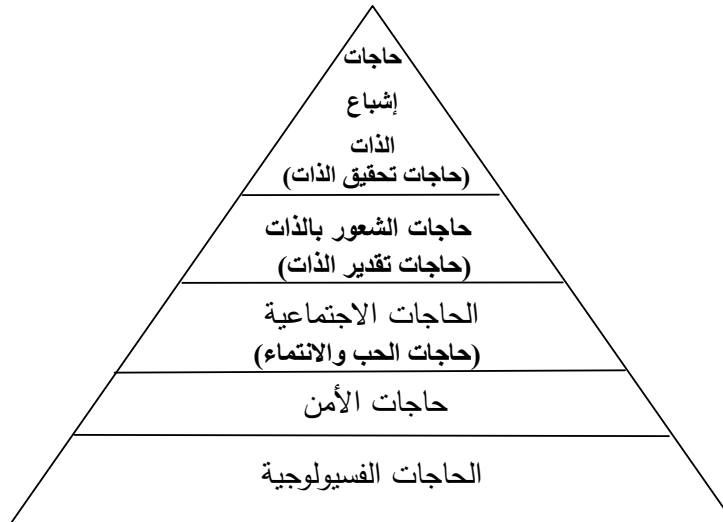 حاجات
إشباع
الذات
(حاجات تحقيق الذات)
حاجات الشعور بالذات
(حاجات تقدير الذات)
الحاجات الاجتماعية
(حاجات الحب والانتماء)
حاجات الأمن
الحاجات الفسيولوجية